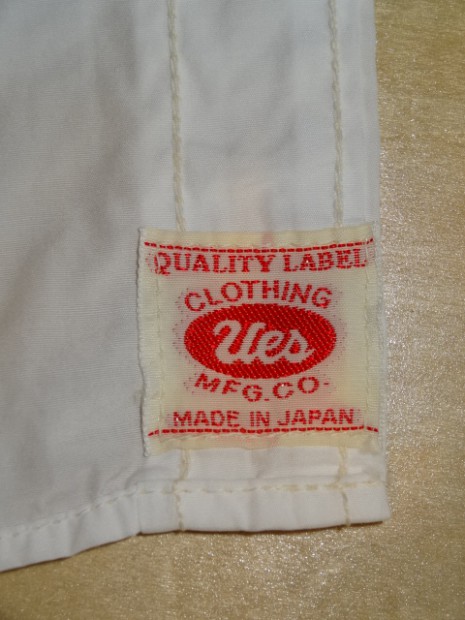 QUALITY LABEL
CLOTHING
Ues
MFG.CO.
MADE IN JAPAN